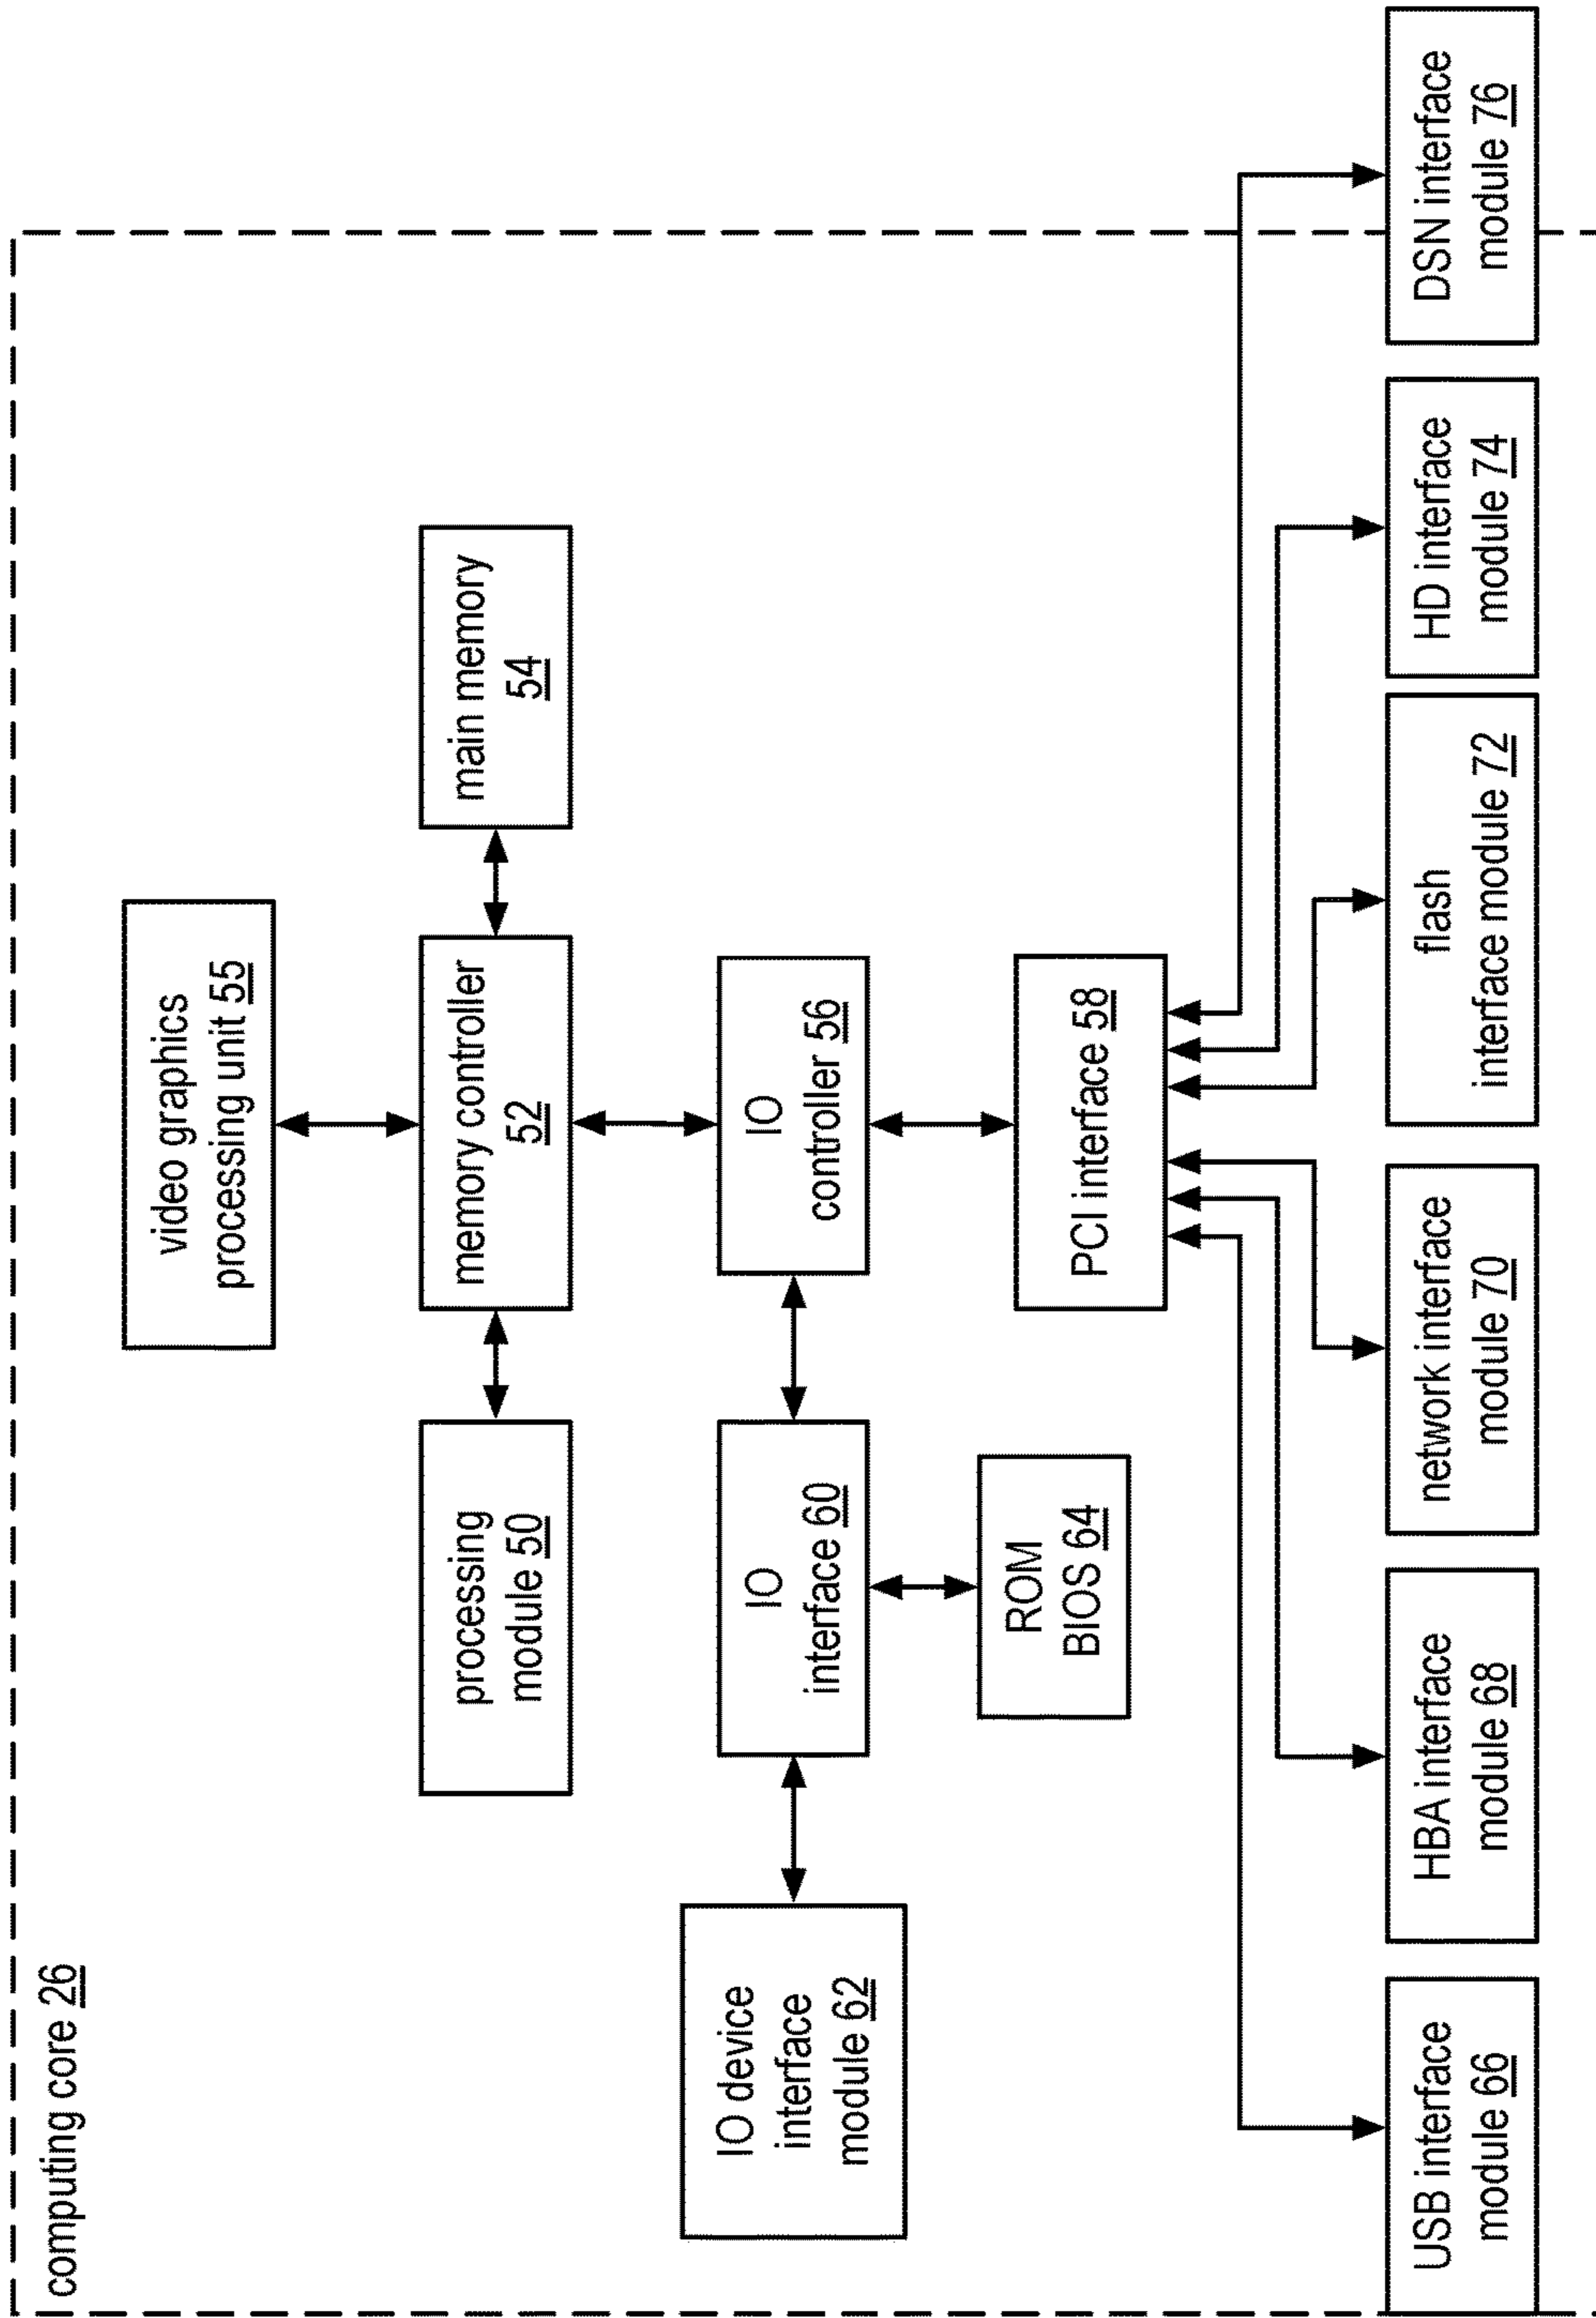 computing core 26
video graphics
processing unit 55
processing
module 50
memory controller
52
main memory
54
IO device
interface
module 62
IO
interface 60
IO
controller 56
ROM
BIOS 64
PCI interface 58
USB interface
module 66
HBA interface
module 68
network interface
module 70
flash
interface module 72
HD interface
module 74
DSN interface
module 76